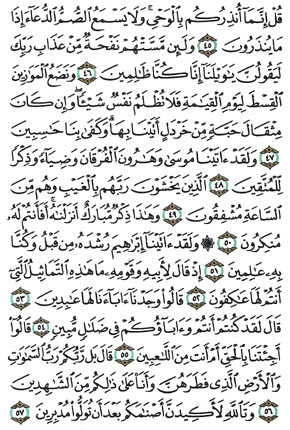 قُلْ إِنَّمَآ أُنذِرُكُم بِٱلْوَحْىِ ۚ وَلَا يَسْمَعُ ٱلصُّمُّ ٱلدُّعَآءَ إِذَا
مَا يُنذَرُونَ ٤٥ وَلَئِن مَّسَّتْهُمْ نَفْحَةٌ مِّنْ عَذَابِ رَبِّكَ
لَيَقُولُنَّ يَٰوَيْلَنَآ إِنَّا كُنَّا ظَٰلِمِينَ ٤٦ وَنَضَعُ ٱلْمَوَٰزِينَ
ٱلْقِسْطَ لِيَوْمِ ٱلْقِيَٰمَةِ فَلَا تُظْلَمُ نَفْسٌ شَيْـًٔا ۖ وَإِن كَانَ
مِثْقَالَ حَبَّةٍ مِّنْ خَرْدَلٍ أَتَيْنَا بِهَا ۗ وَكَفَىٰ بِنَا حَٰسِبِينَ
٤٧ وَلَقَدْ ءَاتَيْنَا مُوسَىٰ وَهَٰرُونَ ٱلْفُرْقَانَ وَضِيَآءً وَذِكْرًا
لِّلْمُتَّقِينَ ٤٨ ٱلَّذِينَ يَخْشَوْنَ رَبَّهُم بِٱلْغَيْبِ وَهُم مِّنَ
ٱلسَّاعَةِ مُشْفِقُونَ ٤٩ وَهَٰذَا ذِكْرٌ مُّبَارَكٌ أَنزَلْنَٰهُ ۚ أَفَأَنتُمْ لَهُۥ
مُنكِرُونَ ٥٠ ۞ وَلَقَدْ ءَاتَيْنَآ إِبْرَٰهِيمَ رُشْدَهُۥ مِن قَبْلُ وَكُنَّا
بِهِۦ عَٰلِمِينَ ٥١ إِذْ قَالَ لِأَبِيهِ وَقَوْمِهِۦ مَا هَٰذِهِ ٱلتَّمَاثِيلُ ٱلَّتِىٓ
أَنتُمْ لَهَا عَٰكِفُونَ ٥٢ قَالُوا۟ وَجَدْنَآ ءَابَآءَنَا لَهَا عَٰبِدِينَ ٥٣
قَالَ لَقَدْ كُنتُمْ أَنتُمْ وَءَابَآؤُكُمْ فِى ضَلَٰلٍ مُّبِينٍ ٥٤ قَالُوٓا۟
أَجِئْتَنَا بِٱلْحَقِّ أَمْ أَنتَ مِنَ ٱللَّٰعِبِينَ ٥٥ قَالَ بَل رَّبُّكُمْ رَبُّ ٱلسَّمَٰوَٰتِ
وَٱلْأَرْضِ ٱلَّذِى فَطَرَهُنَّ وَأَنَا۠ عَلَىٰ ذَٰلِكُم مِّنَ ٱلشَّٰهِدِينَ
٥٦ وَتَٱللَّهِ لَأَكِيدَنَّ أَصْنَٰمَكُم بَعْدَ أَن تُوَلُّوا۟ مُدْبِرِينَ ٥٧